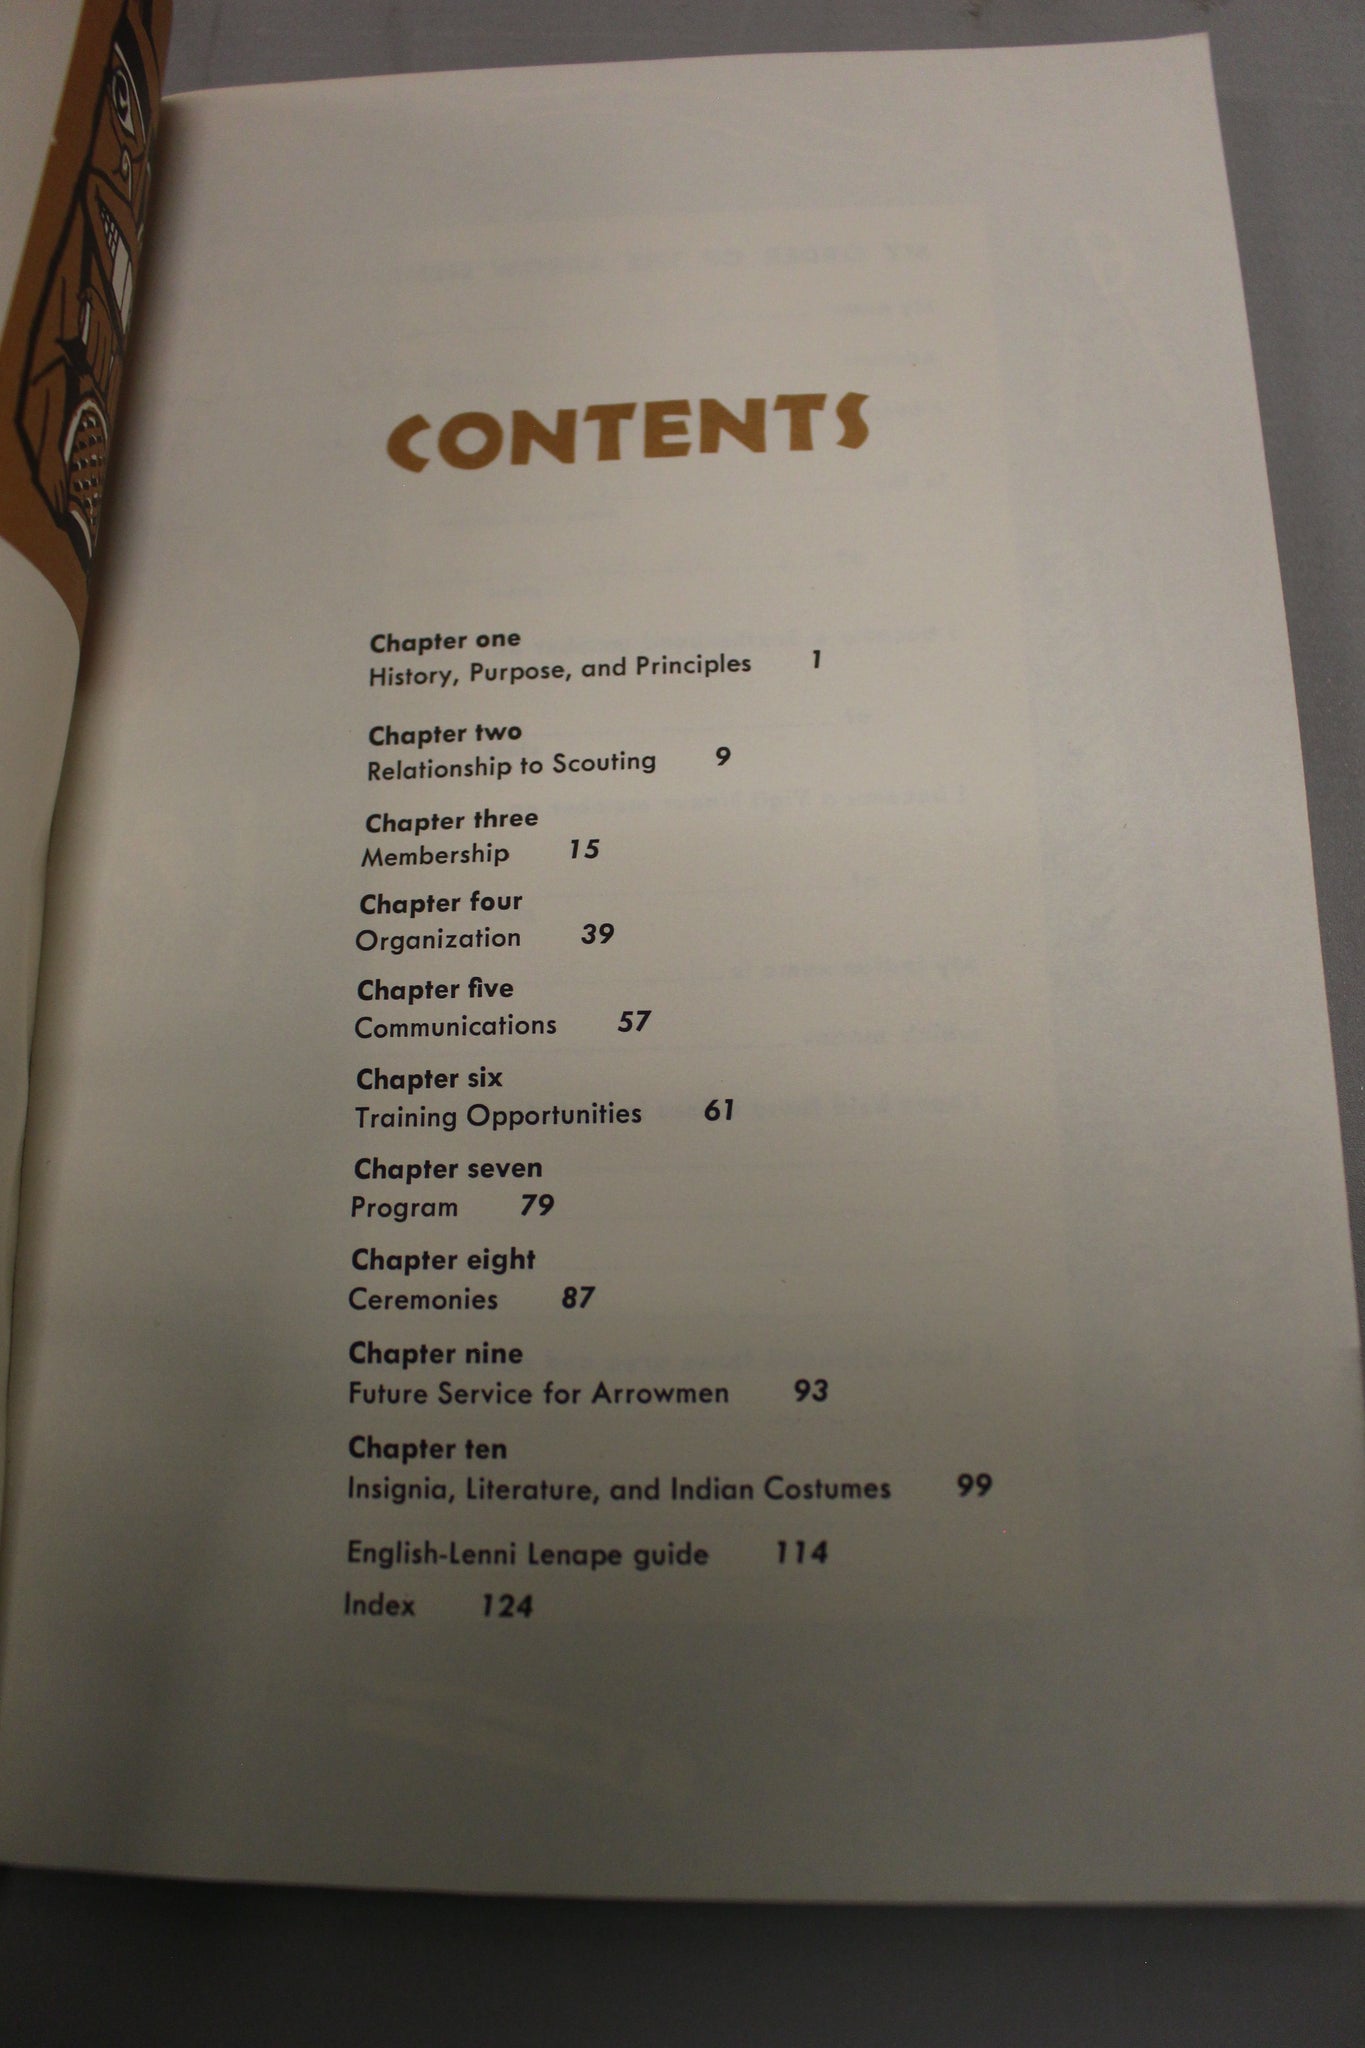 CONTENTS
Chapter one
History, Purpose, and Principles 1
Chapter two
Relationship to Scouting 9
Chapter three
Membership 15
Chapter four
Organization 39
Chapter five
Communications 57
Chapter six
Training Opportunities 61
Chapter seven
Program 79
Chapter eight
Ceremonies 87
Chapter nine
Future Service for Arrowmen 93
Chapter ten
Insignia, Literature, and Indian Costumes 99
English-Lenni Lenape guide 114
Index 124